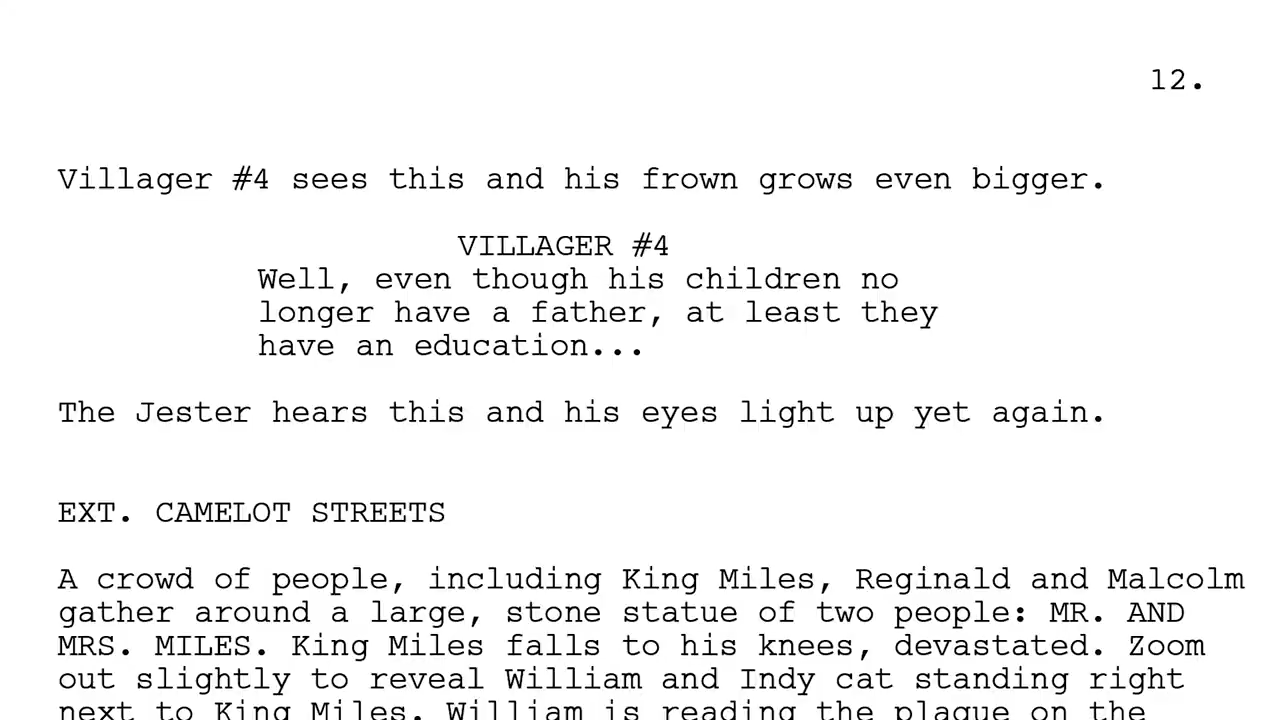 12.
Villager #4 sees this and his frown grows even bigger.
VILLAGER #4
Well, even though his children no
longer have a father, at least they
have an education...
The Jester hears this and his eyes light up yet again.
EXT. CAMELOT STREETS
A crowd of people, including King Miles, Reginald and Malcolm
gather around a large, stone statue of two people: MR. AND
MRS. MILES. King Miles falls to his knees, devastated. Zoom
out slightly to reveal William and Indy cat standing right
next to King Miles. William is reading the plague on the